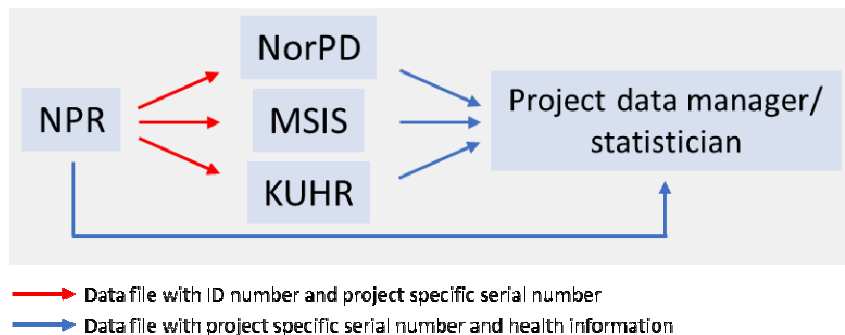 NorPD
NPR
MSIS
KUHR
Project data manager/
statistician
Data file with ID number and project specific serial number
Data file with project specific serial number and health information